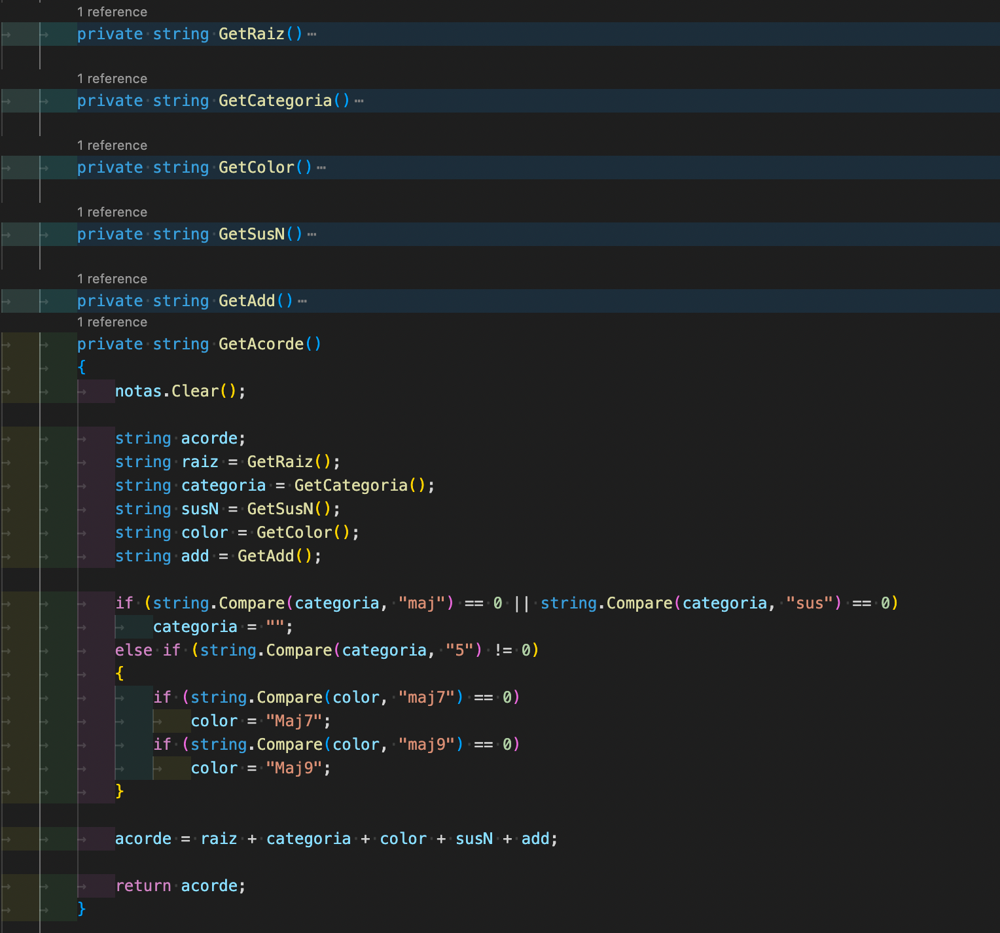 1 reference
private string GetRaiz() ⋯
1 reference
private string GetCategoria() ⋯
1 reference
private string GetColor() ⋯
1 reference
private string GetSusN() ⋯
1 reference
private string GetAdd() ⋯
1 reference
private string GetAcorde()
{
notas.Clear();
string acorde;
string raiz = GetRaiz();
string categoria = GetCategoria();
string susN = GetSusN();
string color = GetColor();
string add = GetAdd();
if (string.Compare(categoria, "maj") == 0 || string.Compare(categoria, "sus") == 0)
categoria = "";
else if (string.Compare(categoria, "5") != 0)
{
if (string.Compare(color, "maj7") == 0)
color = "Maj7";
if (string.Compare(color, "maj9") == 0)
color = "Maj9";
}
acorde = raiz + categoria + color + susN + add;
return acorde;
}